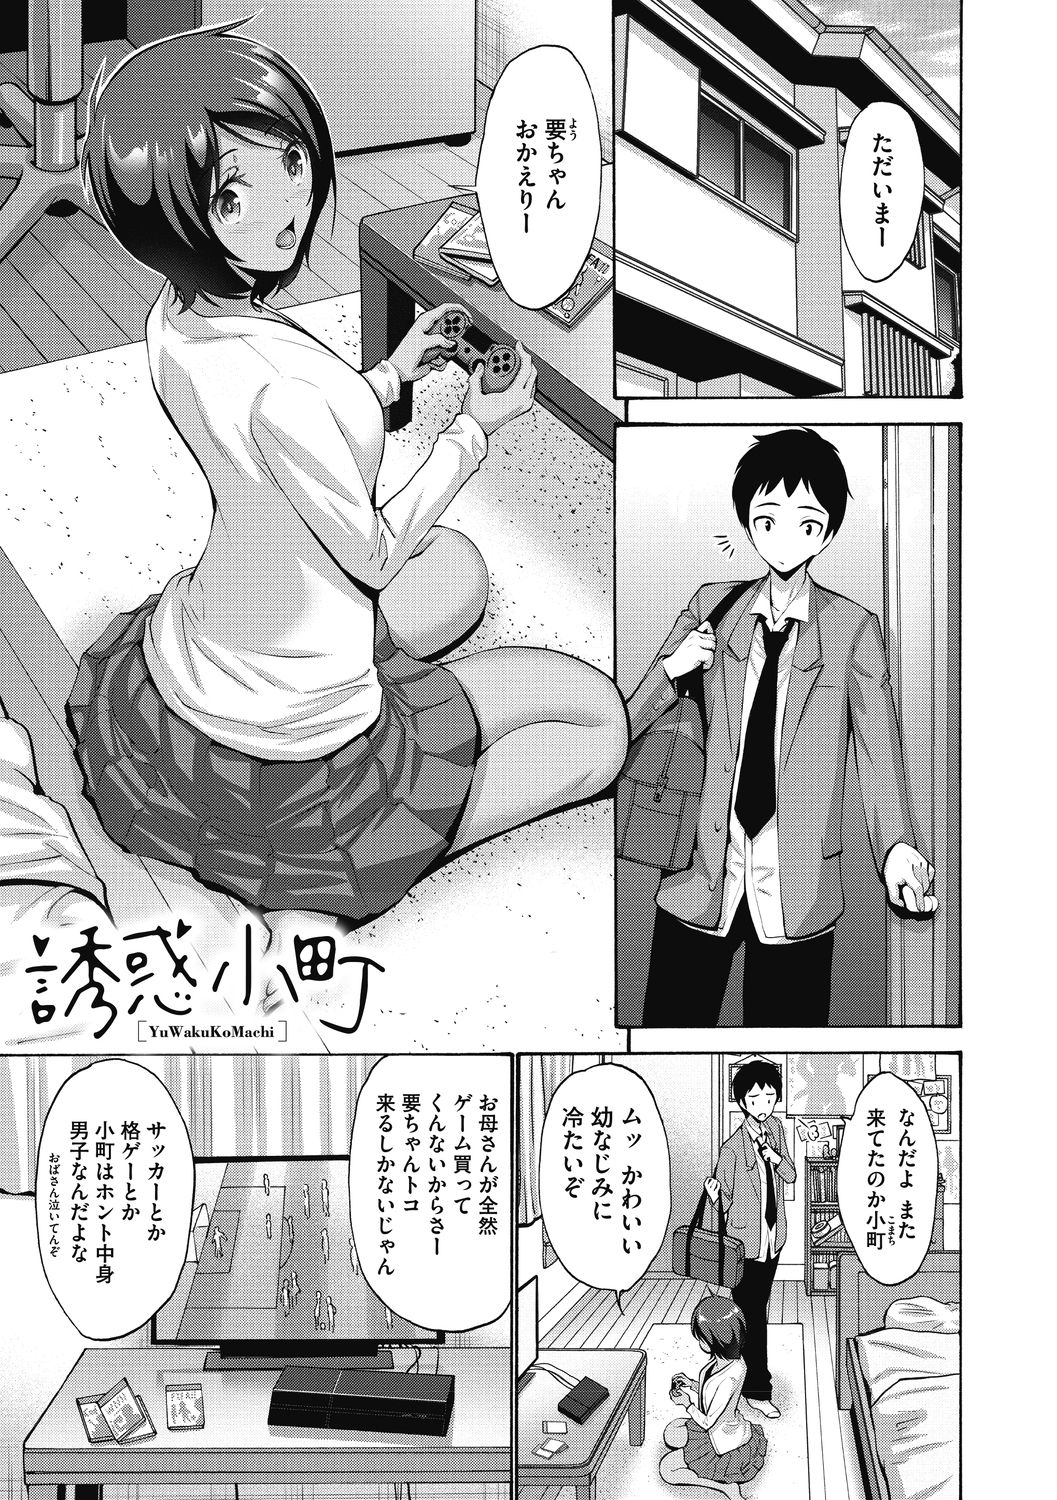 ただいまー
要ちゃん
よう
おかえりー
誘惑小町
YuWakuKoMachi
なんだよ また
来てたのか小町
こまち
ムッ かわいい
幼なじみに
冷たいぞ
お母さんが全然
ゲーム買って
くんないからさー
要ちゃんトコ
来るしかないじゃん
サッカーとか
格ゲーとか
小町はホント中身
男子なんだよな
おばさん泣いてんぞ